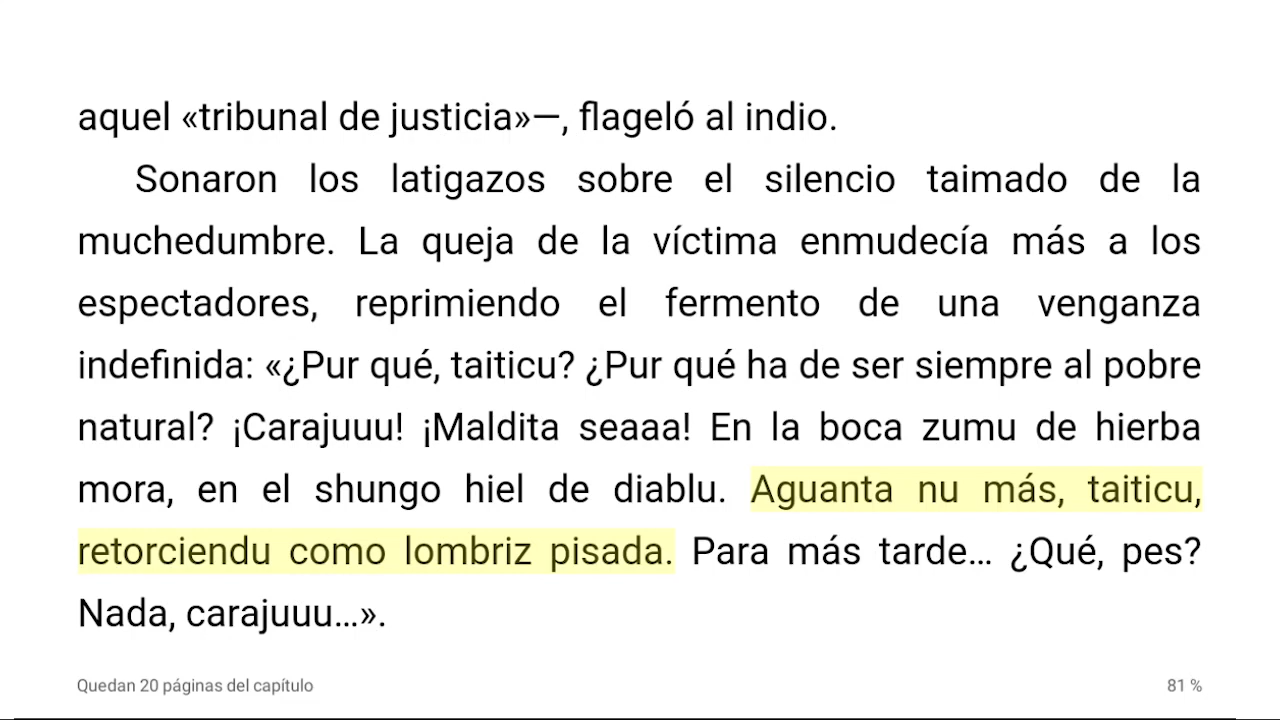 aquel «tribunal de justicia»—, flageló al indio.
Sonaron los latigazos sobre el silencio taimado de la
muchedumbre. La queja de la víctima enmudecía más a los
espectadores, reprimiendo el fermento de una venganza
indefinida: «¿Pur qué, taiticu? ¿Pur qué ha de ser siempre al pobre
natural? ¡Carajuuu! ¡Maldita seaaa! En la boca zumu de hierba
mora, en el shungo hiel de diablu. Aguanta nu más, taiticu,
retorciendu como lombriz pisada. Para más tarde… ¿Qué, pes?
Nada, carajuuu…».
Quedan 20 páginas del capítulo
81 %